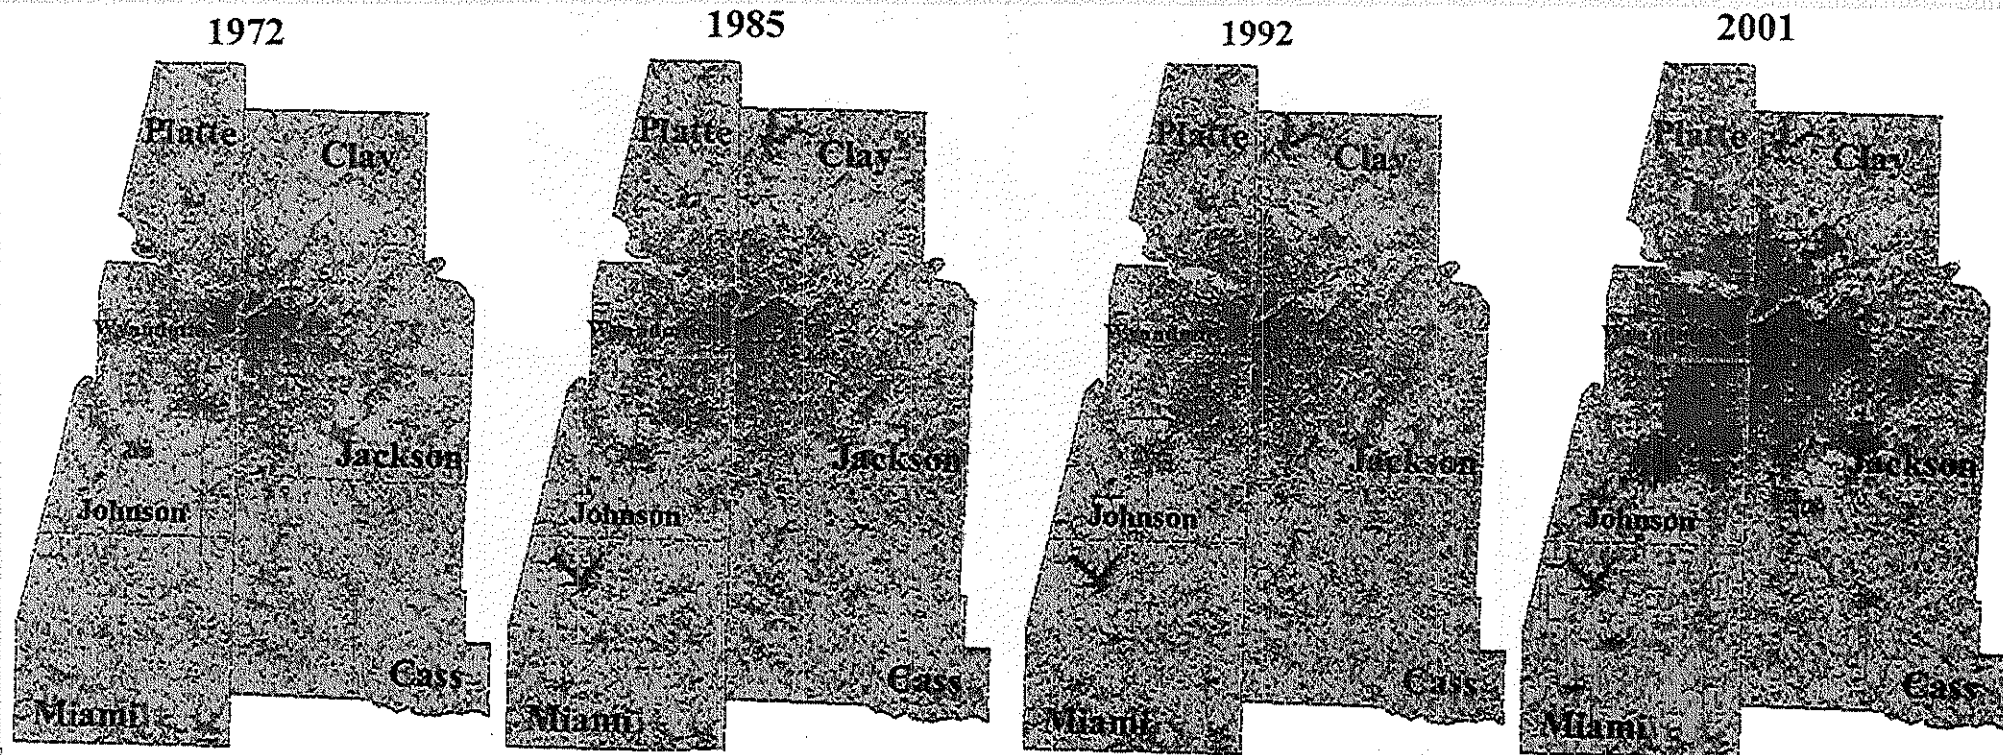 1972
1985
1992
2001
Platte
Clay
Jackson
Johnson
Cass
Miami
Platte
Clay
Jackson
Johnson
Cass
Miami
Platte
Clay
Jackson
Johnson
Cass
Miami
Platte
Clay
Jackson
Johnson
Cass
Miami